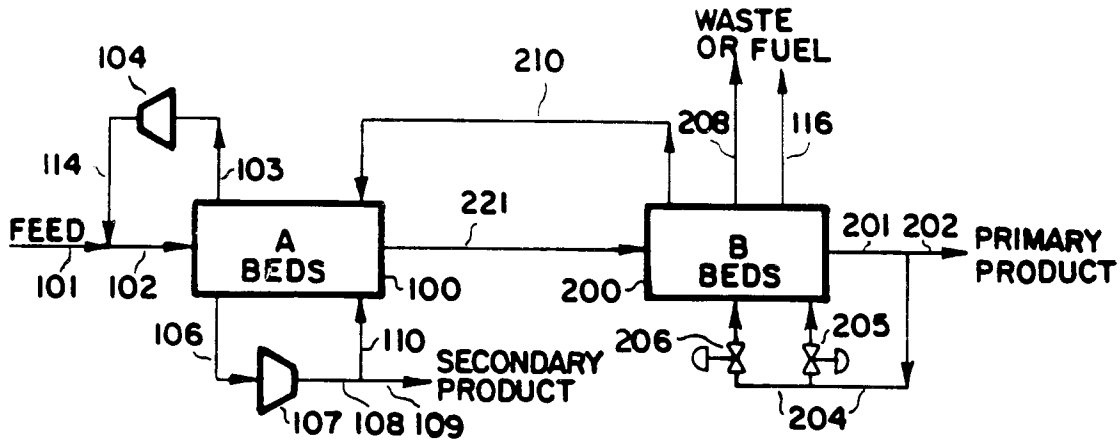 WASTE
OR FUEL
104
210
208
116
114
103
221
FEED
A
BEDS
B
BEDS
201
202
PRIMARY
PRODUCT
101
102
100
200
106
110
206
205
SECONDARY
PRODUCT
107
108
109
204